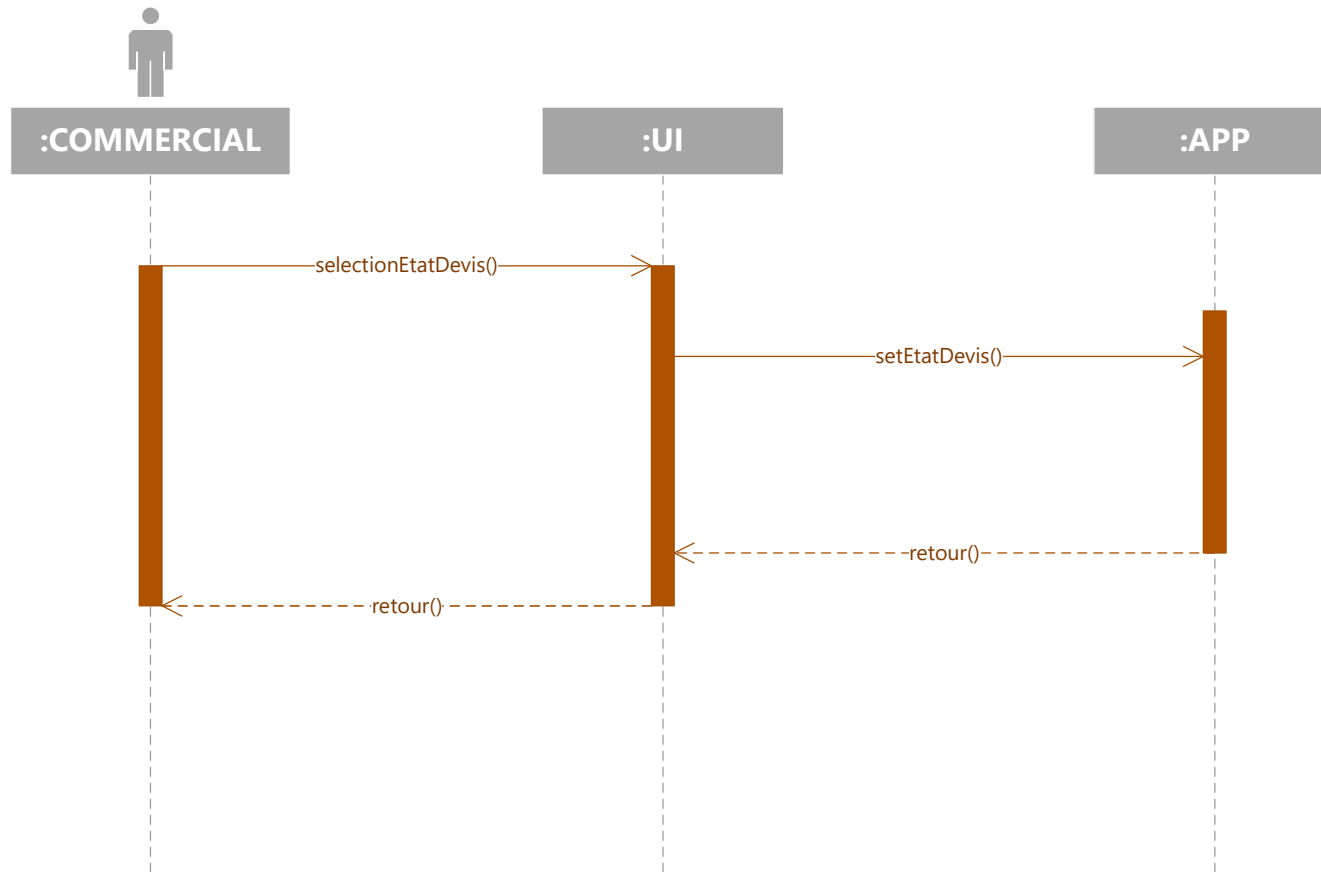 :COMMERCIAL
:UI
:APP
selectionEtatDevis()
setEtatDevis()
retour()
retour()